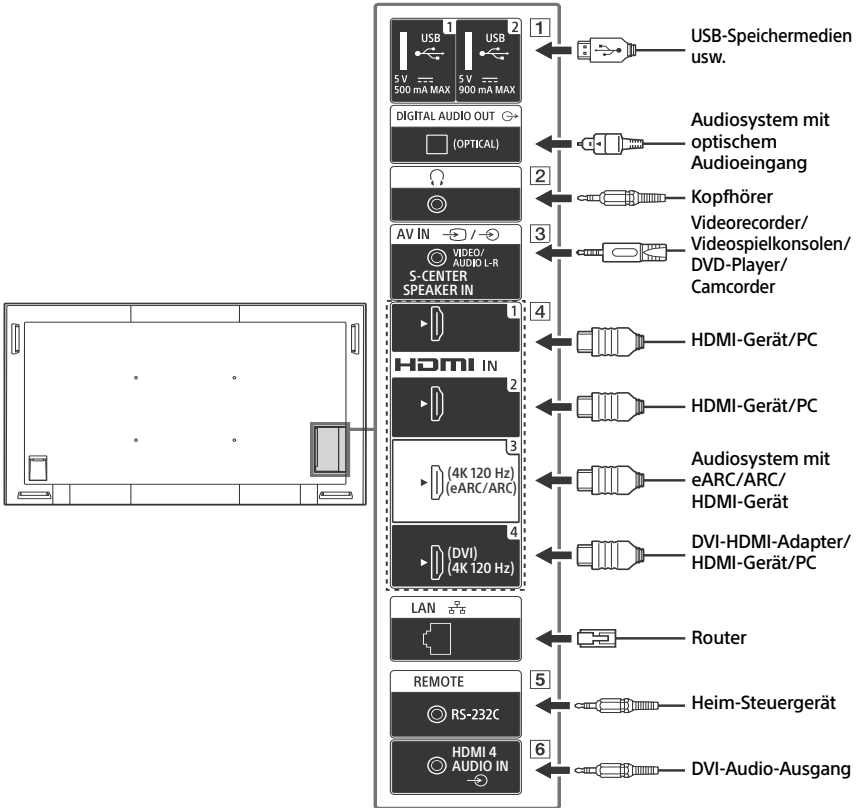 1
2
1
USB
USB
5 V
500 mA MAX
5 V
900 mA MAX
USB-Speichermedien
usw.
DIGITAL AUDIO OUT
(OPTICAL)
Audiosystem mit
optischem
Audioeingang
2
Kopfhörer
AV IN
/
3
VIDEO/
AUDIO L-R
S-CENTER
SPEAKER IN
Videorecorder/
Videospielkonsolen/
DVD-Player/
Camcorder
1
4
HDMI-Gerät/PC
HDMI IN
2
HDMI-Gerät/PC
3
(4K 120 Hz)
(eARC/ARC)
Audiosystem mit
eARC/ARC/
HDMI-Gerät
4
(DVI)
(4K 120 Hz)
DVI-HDMI-Adapter/
HDMI-Gerät/PC
LAN
Router
REMOTE
5
RS-232C
Heim-Steuergerät
6
HDMI 4
AUDIO IN
DVI-Audio-Ausgang